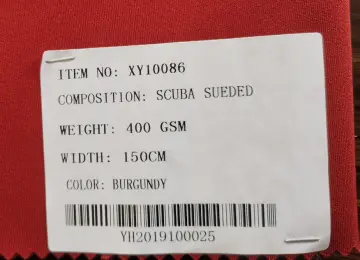 ITEM NO: XY10086
COMPOSITION: SCUBA SUEDED
WEIGHT: 400 GSM
WIDTH: 150CM
COLOR: BURGUNDY
YH2019100025